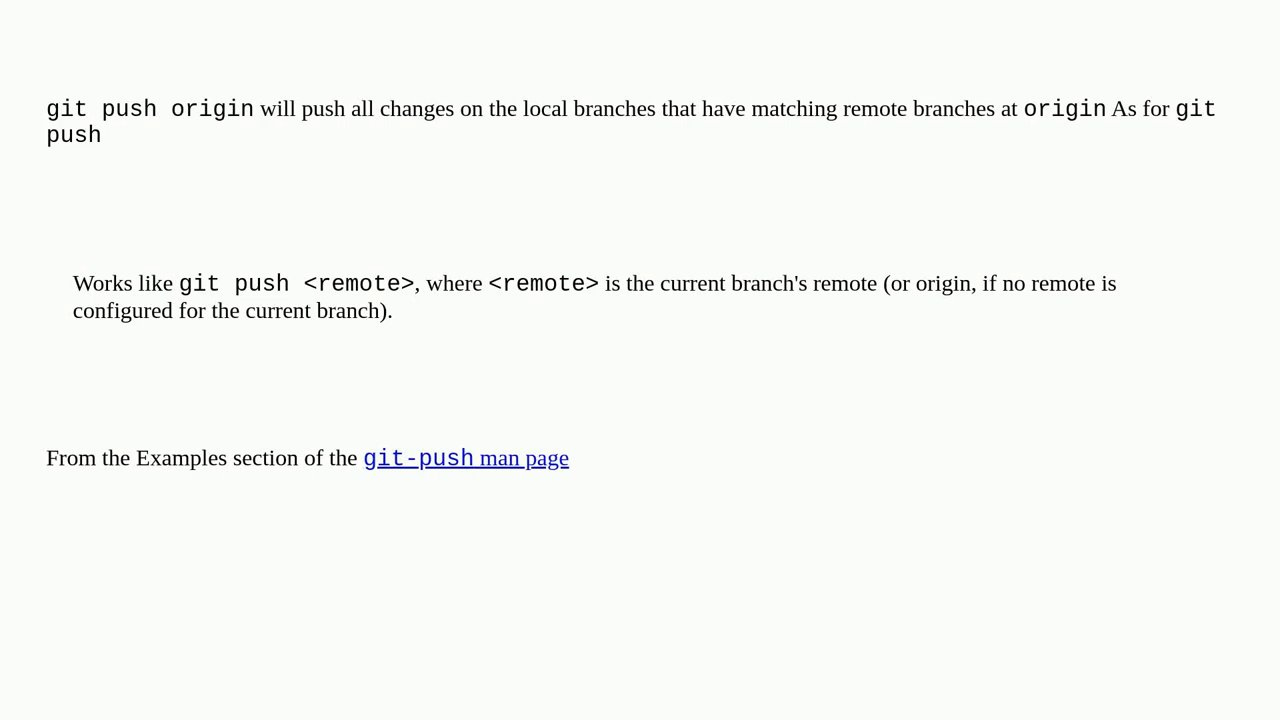 git push origin will push all changes on the local branches that have matching remote branches at origin As for git
push
Works like git push <remote>, where <remote> is the current branch's remote (or origin, if no remote is
configured for the current branch).
From the Examples section of the git-push man page